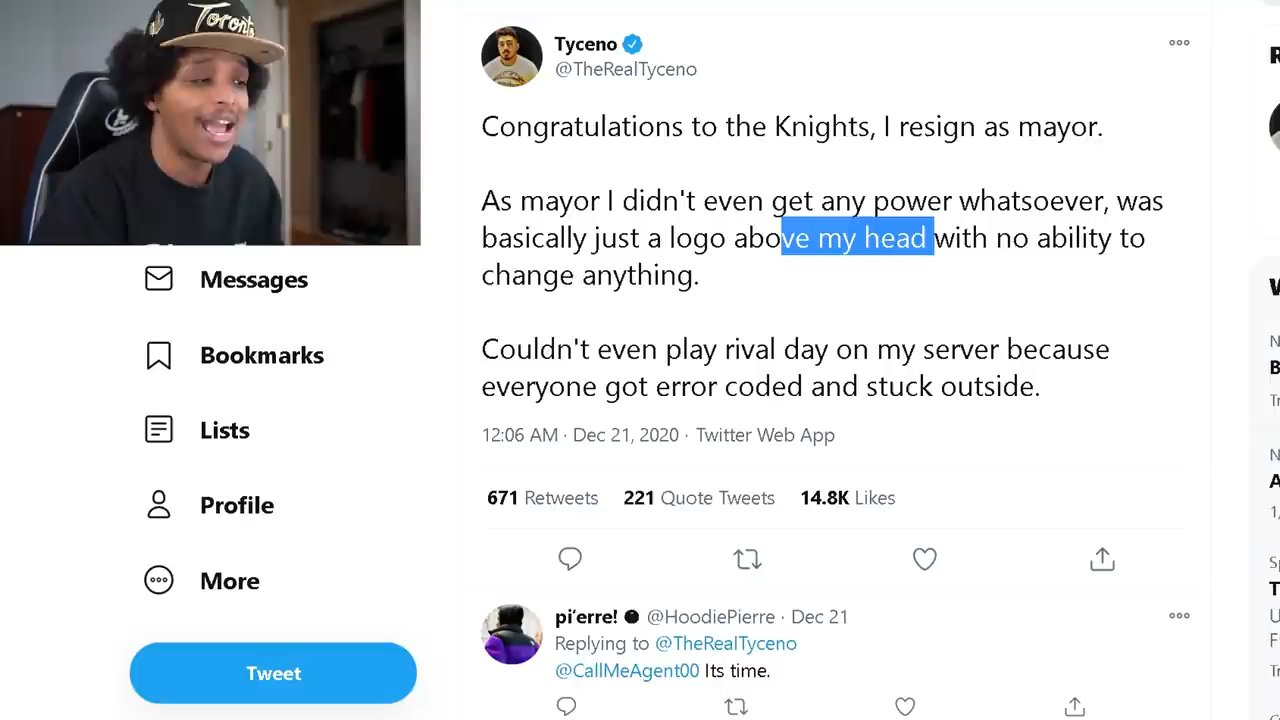 Toronto
Tyceno
@TheRealTyceno
Congratulations to the Knights, I resign as mayor.
As mayor I didn't even get any power whatsoever, was
basically just a logo above my head with no ability to
change anything.
Couldn't even play rival day on my server because
everyone got error coded and stuck outside.
12:06 AM · Dec 21, 2020 · Twitter Web App
671 Retweets 221 Quote Tweets 14.8K Likes
pi'erre! @HoodiePierre · Dec 21
Replying to @TheRealTyceno
@CallMeAgent00 Its time.
Messages
Bookmarks
Lists
Profile
More
Tweet